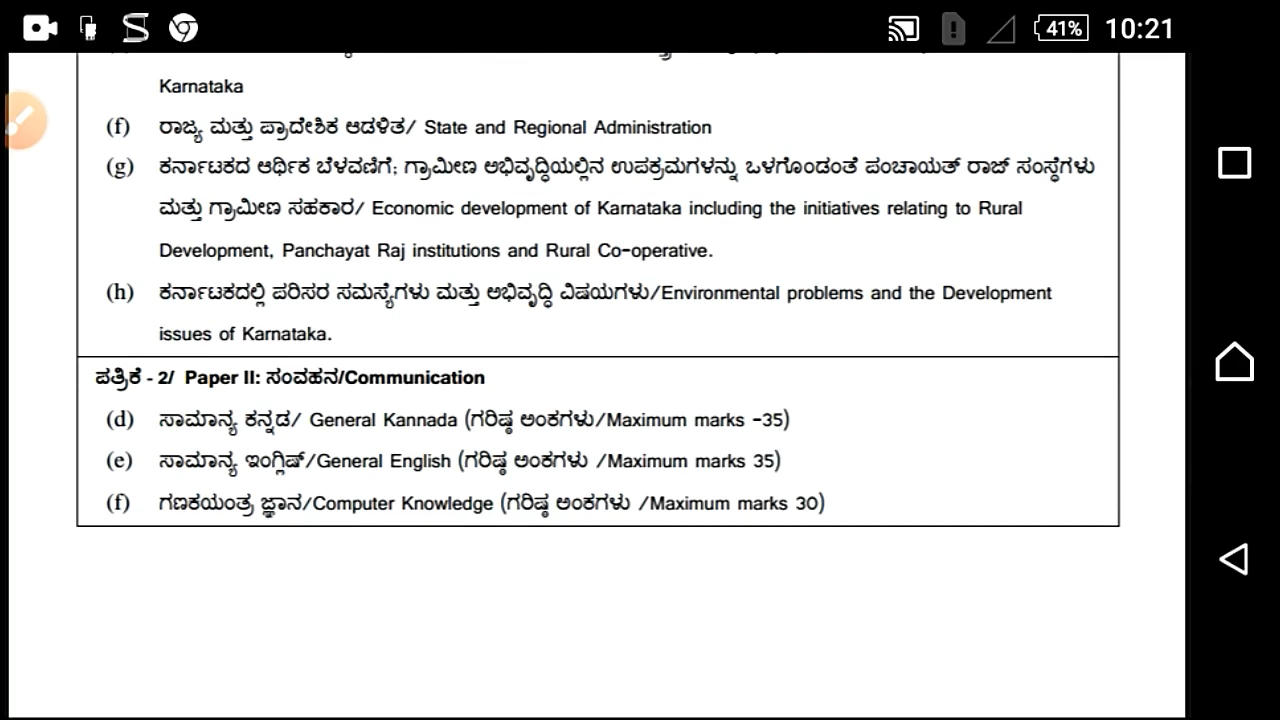 41% 10:21
Karnataka
(f) ರಾಜ್ಯ ಮತ್ತು ಪ್ರಾದೇಶಿಕ ಆಡಳಿತ/ State and Regional Administration
(g) ಕರ್ನಾಟಕದ ಆರ್ಥಿಕ ಬೆಳವಣಿಗೆ; ಗ್ರಾಮೀಣ ಅಭಿವೃದ್ಧಿಯಲ್ಲಿನ ಉಪಕ್ರಮಗಳನ್ನು ಒಳಗೊಂಡಂತೆ ಪಂಚಾಯತ್ ರಾಜ್ ಸಂಸ್ಥೆಗಳು
ಮತ್ತು ಗ್ರಾಮೀಣ ಸಹಕಾರ/ Economic development of Karnataka including the initiatives relating to Rural
Development, Panchayat Raj institutions and Rural Co-operative.
(h) ಕರ್ನಾಟಕದಲ್ಲಿ ಪರಿಸರ ಸಮಸ್ಯೆಗಳು ಮತ್ತು ಅಭಿವೃದ್ಧಿ ವಿಷಯಗಳು/Environmental problems and the Development
issues of Karnataka.
ಪತ್ರಿಕೆ - 2/ Paper II: ಸಂವಹನ/Communication
(d) ಸಾಮಾನ್ಯ ಕನ್ನಡ/ General Kannada (ಗರಿಷ್ಠ ಅಂಕಗಳು/Maximum marks -35)
(e) ಸಾಮಾನ್ಯ ಇಂಗ್ಲಿಷ್/General English (ಗರಿಷ್ಠ ಅಂಕಗಳು /Maximum marks 35)
(f) ಗಣಕಯಂತ್ರ ಜ್ಞಾನ/Computer Knowledge (ಗರಿಷ್ಠ ಅಂಕಗಳು /Maximum marks 30)